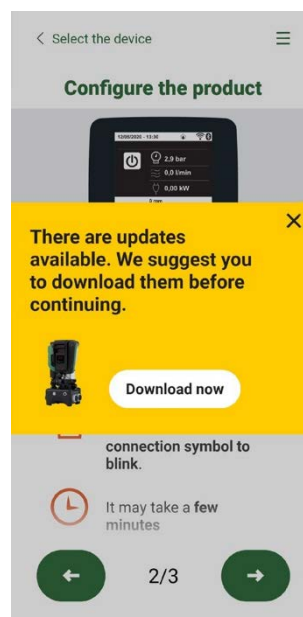 Select the device
Configure the product
12/05/2020 - 13:30
2,9 bar
0,0 l/min
0,00 kW
There are updates
available. We suggest you
to download them before
continuing.
Download now
connection symbol to
blink.
It may take a few
minutes
2/3